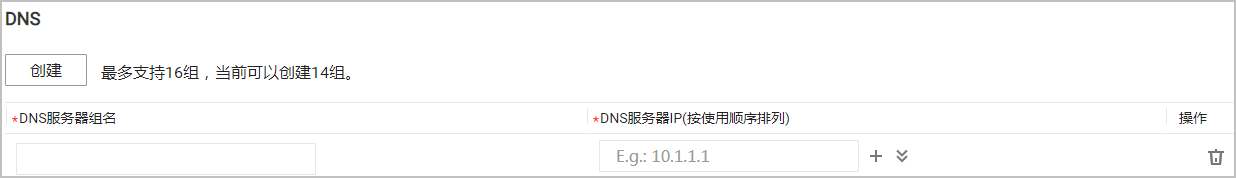 DNS
创建 最多支持16组，当前可以创建14组。
*DNS服务器组名 *DNS服务器IP(按使用顺序排列) 操作
E.g.: 10.1.1.1